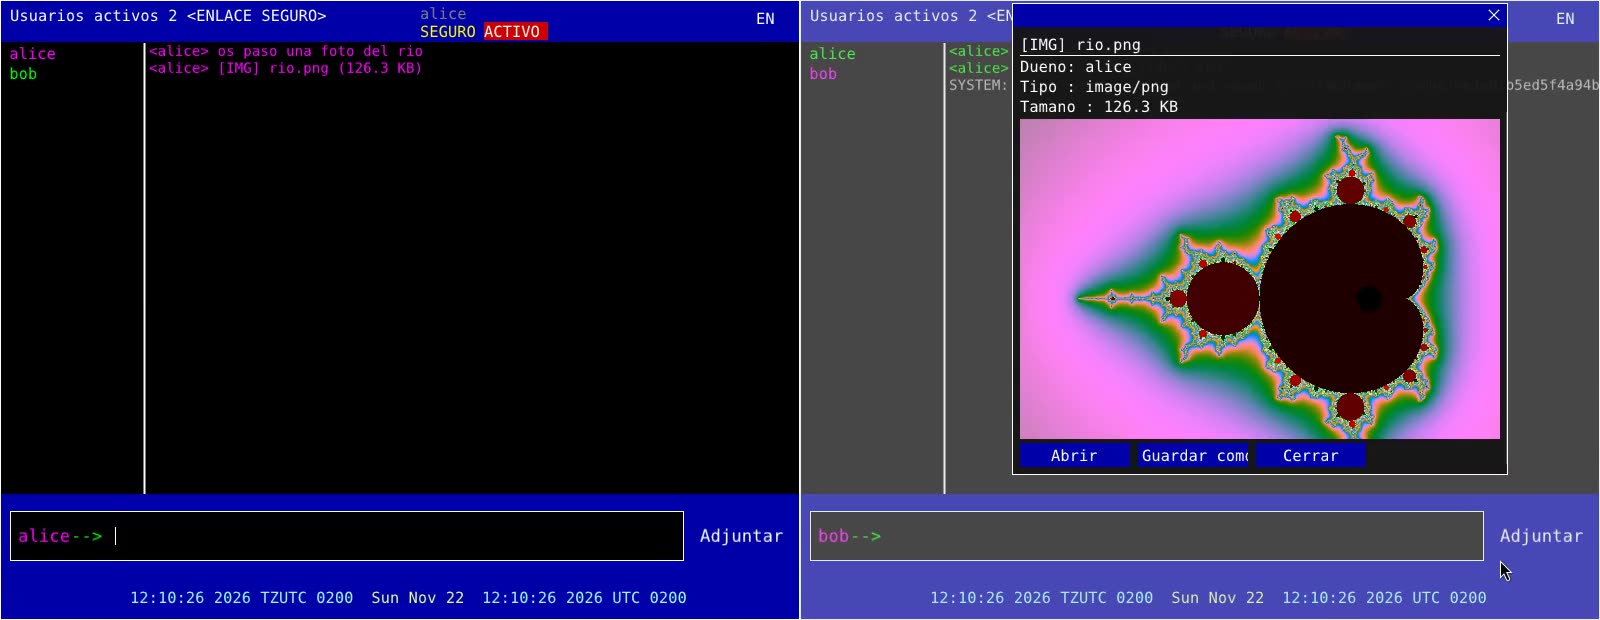 Usuarios activos 2 <ENLACE SEGURO>
alice
SEGURO ACTIVO
EN
alice
bob
<alice> os paso una foto del rio
<alice> [IMG] rio.png (126.3 KB)
alice-->
Adjuntar
12:10:26 2026 TZUTC 0200 Sun Nov 22 12:10:26 2026 UTC 0200
Usuarios activos 2 <EN
EN
alice
bob
<alice>
<alice>
SYSTEM:
b5ed5f4a94b
[IMG] rio.png
Dueno: alice
Tipo : image/png
Tamano : 126.3 KB
Abrir
Guardar como
Cerrar
bob-->
Adjuntar
12:10:26 2026 TZUTC 0200 Sun Nov 22 12:10:26 2026 UTC 0200